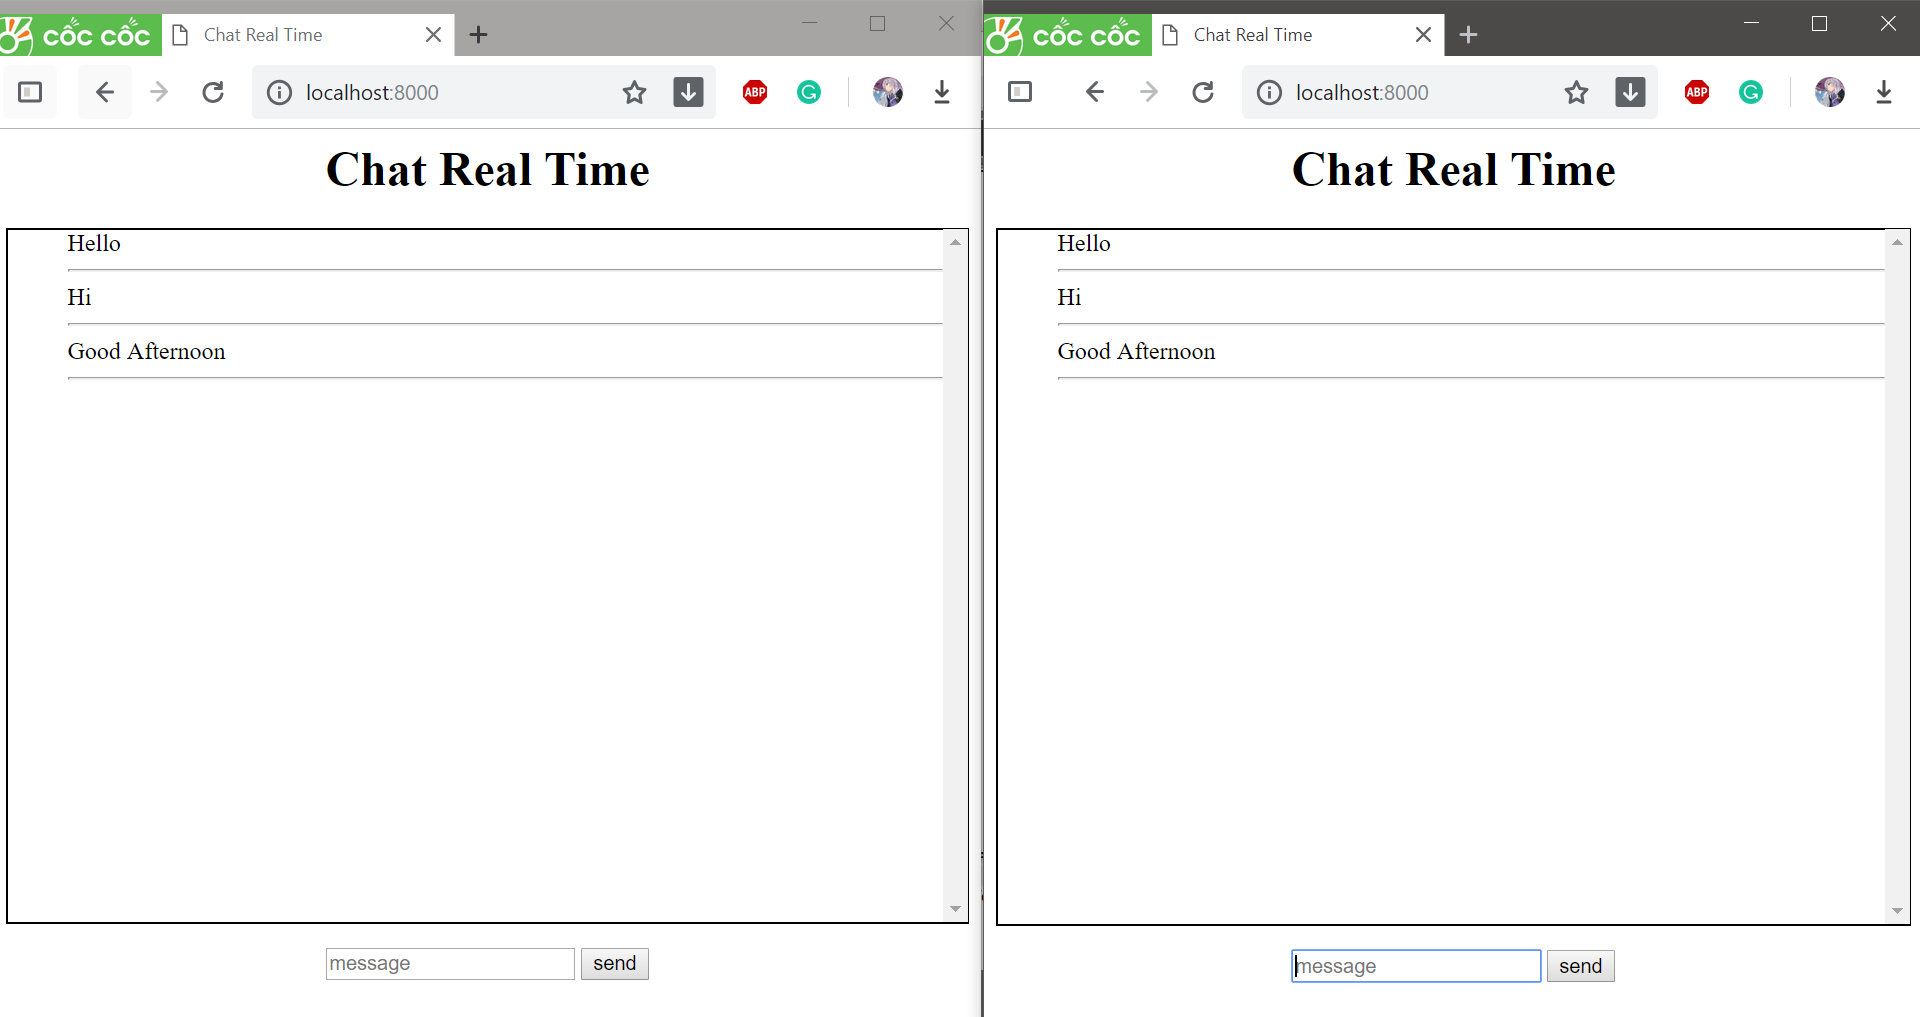 cốc cốc
Chat Real Time
localhost:8000
ABP
Chat Real Time
Hello
Hi
Good Afternoon
message
send
cốc cốc
Chat Real Time
localhost:8000
ABP
Chat Real Time
Hello
Hi
Good Afternoon
message
send